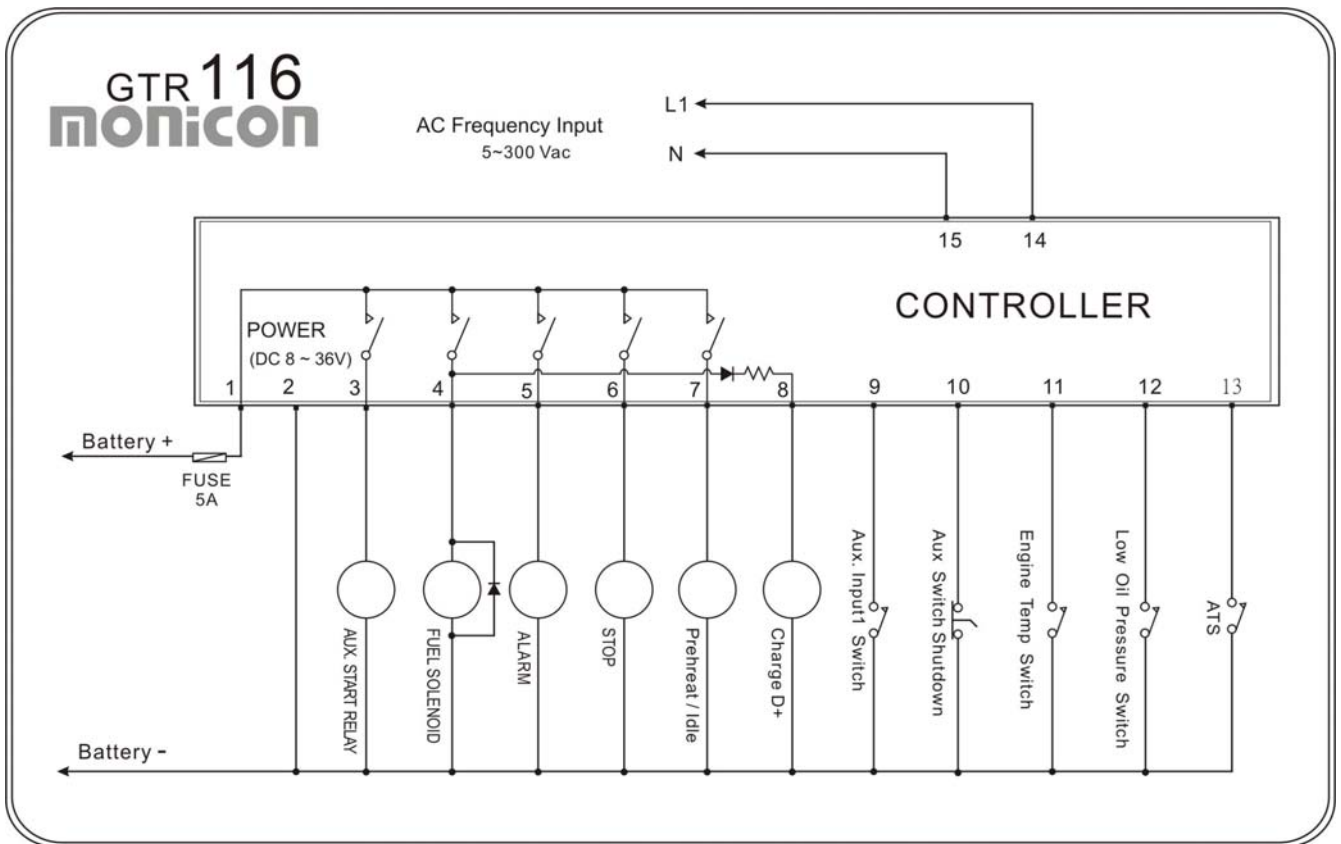 GTR 116
monicon
AC Frequency Input
5~300 Vac
L1
N
15
14
CONTROLLER
POWER
(DC 8 ~ 36V)
1
2
3
4
5
6
7
8
9
10
11
12
13
Battery +
FUSE
5A
AUX. START RELAY
FUEL SOLENOID
ALARM
STOP
Prehreat / Idle
Charge D+
Aux. Input1 Switch
Aux Switch Shutdown
Engine Temp Switch
Low Oil Pressure Switch
ATS
Battery -